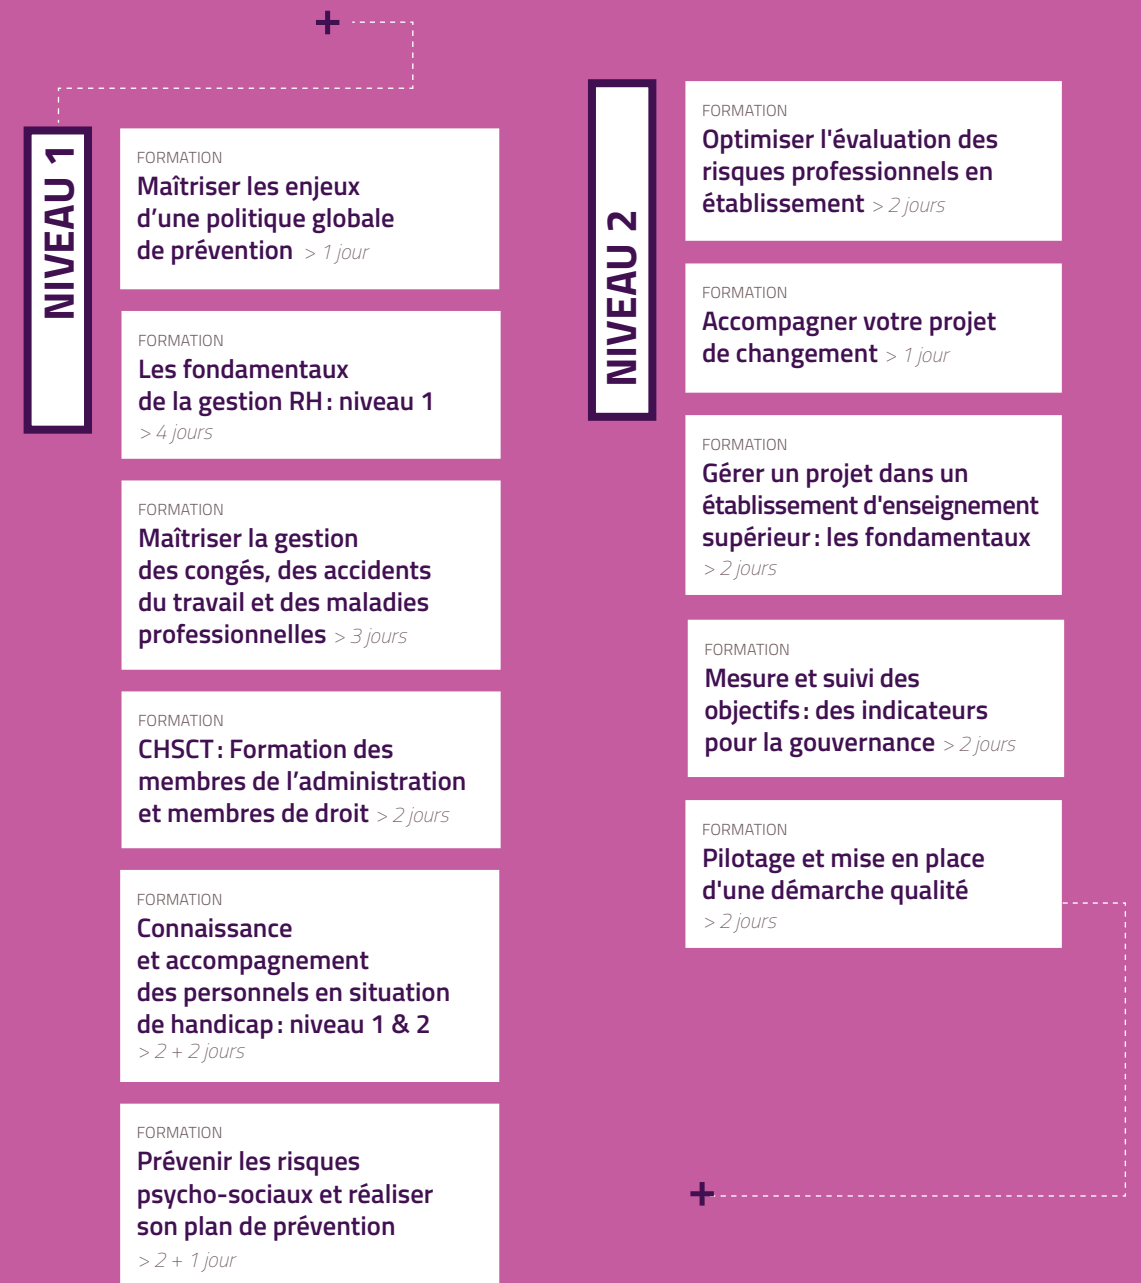 +
NIVEAU 1
FORMATION
Maîtriser les enjeux
d’une politique globale
de prévention > 1 jour
FORMATION
Les fondamentaux
de la gestion RH : niveau 1
> 4 jours
FORMATION
Maîtriser la gestion
des congés, des accidents
du travail et des maladies
professionnelles > 3 jours
FORMATION
CHSCT : Formation des
membres de l’administration
et membres de droit > 2 jours
FORMATION
Connaissance
et accompagnement
des personnels en situation
de handicap : niveau 1 & 2
> 2 + 2 jours
FORMATION
Prévenir les risques
psycho-sociaux et réaliser
son plan de prévention
> 2 + 1 jour
NIVEAU 2
FORMATION
Optimiser l'évaluation des
risques professionnels en
établissement > 2 jours
FORMATION
Accompagner votre projet
de changement > 1 jour
FORMATION
Gérer un projet dans un
établissement d'enseignement
supérieur : les fondamentaux
> 2 jours
FORMATION
Mesure et suivi des
objectifs : des indicateurs
pour la gouvernance > 2 jours
FORMATION
Pilotage et mise en place
d'une démarche qualité
> 2 jours
+